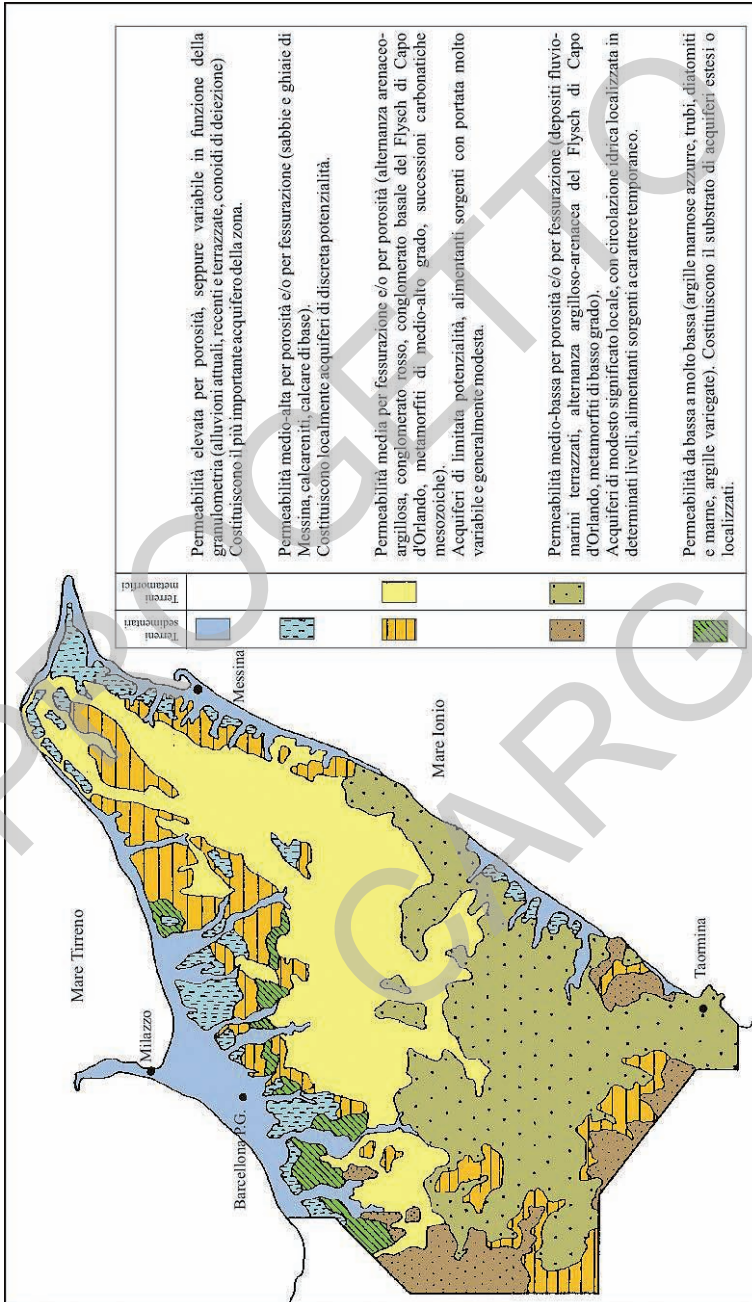 Mare Tirreno
Milazzo
Barcellona P.G.
Messina
Mare Ionio
Taormina
Terreni
sedimentari
Terreni
metamorfici
Permeabilità elevata per porosità, seppure variabile in funzione della
granulometria (alluvioni attuali, recenti e terrazzate, conoidi di deiezione)
Costituiscono il più importante acquifero della zona.
Permeabilità medio-alta per porosità e/o per fessurazione (sabbie e ghiaie di
Messina, calcareniti, calcare di base).
Costituiscono localmente acquiferi di discreta potenzialità.
Permeabilità media per fessurazione e/o per porosità (alternanza arenaceo-
argillosa, conglomerato rosso, conglomerato basale del Flysch di Capo
d'Orlando, metamorfiti di medio-alto grado, successioni carbonatiche
mesozoiche).
Acquiferi di limitata potenzialità, alimentanti sorgenti con portata molto
variabile e generalmente modesta.
Permeabilità medio-bassa per porosità e/o per fessurazione (depositi fluvio-
marini terrazzati, alternanza argilloso-arenacea del Flysch di Capo
d'Orlando, metamorfiti di basso grado).
Acquiferi di modesto significato locale, con circolazione idrica localizzata in
determinati livelli, alimentanti sorgenti a carattere temporaneo.
Permeabilità da bassa a molto bassa (argille marnose azzurre, trubi, diatomiti
e marne, argille variegate). Costituiscono il substrato di acquiferi estesi o
localizzati.
PROGETTO
CARG